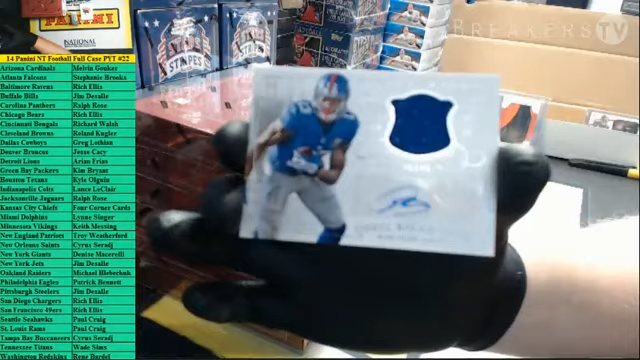 BREAKERS TV
PANINI
NATIONAL
STARS
STRIPES
TOPPS
14 Panini NT Football Full Case PYT #22
Arizona Cardinals Melvin Gouker
Atlanta Falcons Stephanie Brooks
Baltimore Ravens Rich Ellis
Buffalo Bills Jim Desalle
Carolina Panthers Ralph Rose
Chicago Bears Rich Ellis
Cincinnati Bengals Richard Walsh
Cleveland Browns Roland Kugler
Dallas Cowboys Greg Lothian
Denver Broncos Jesse Cacy
Detroit Lions Arian Frias
Green Bay Packers Kim Bryant
Houston Texans Kyle Olguin
Indianapolis Colts Lance LeClair
Jacksonville Jaguars Ralph Rose
Kansas City Chiefs Four Corner Cards
Miami Dolphins Lynne Singer
Minnesota Vikings Keith Messing
New England Patriots Troy Weatherford
New Orleans Saints Cyrus Seradj
New York Giants Denise Macerelli
New York Jets Jim Desalle
Oakland Raiders Michael Hlebechuk
Philadelphia Eagles Patrick Bennett
Pittsburgh Steelers Jim Desalle
San Diego Chargers Rich Ellis
San Francisco 49ers Rich Ellis
Seattle Seahawks Paul Craig
St. Louis Rams Paul Craig
Tampa Bay Buccaneers Cyrus Seradj
Tennessee Titans Wade Sims
Washington Redskins Rene Bardel